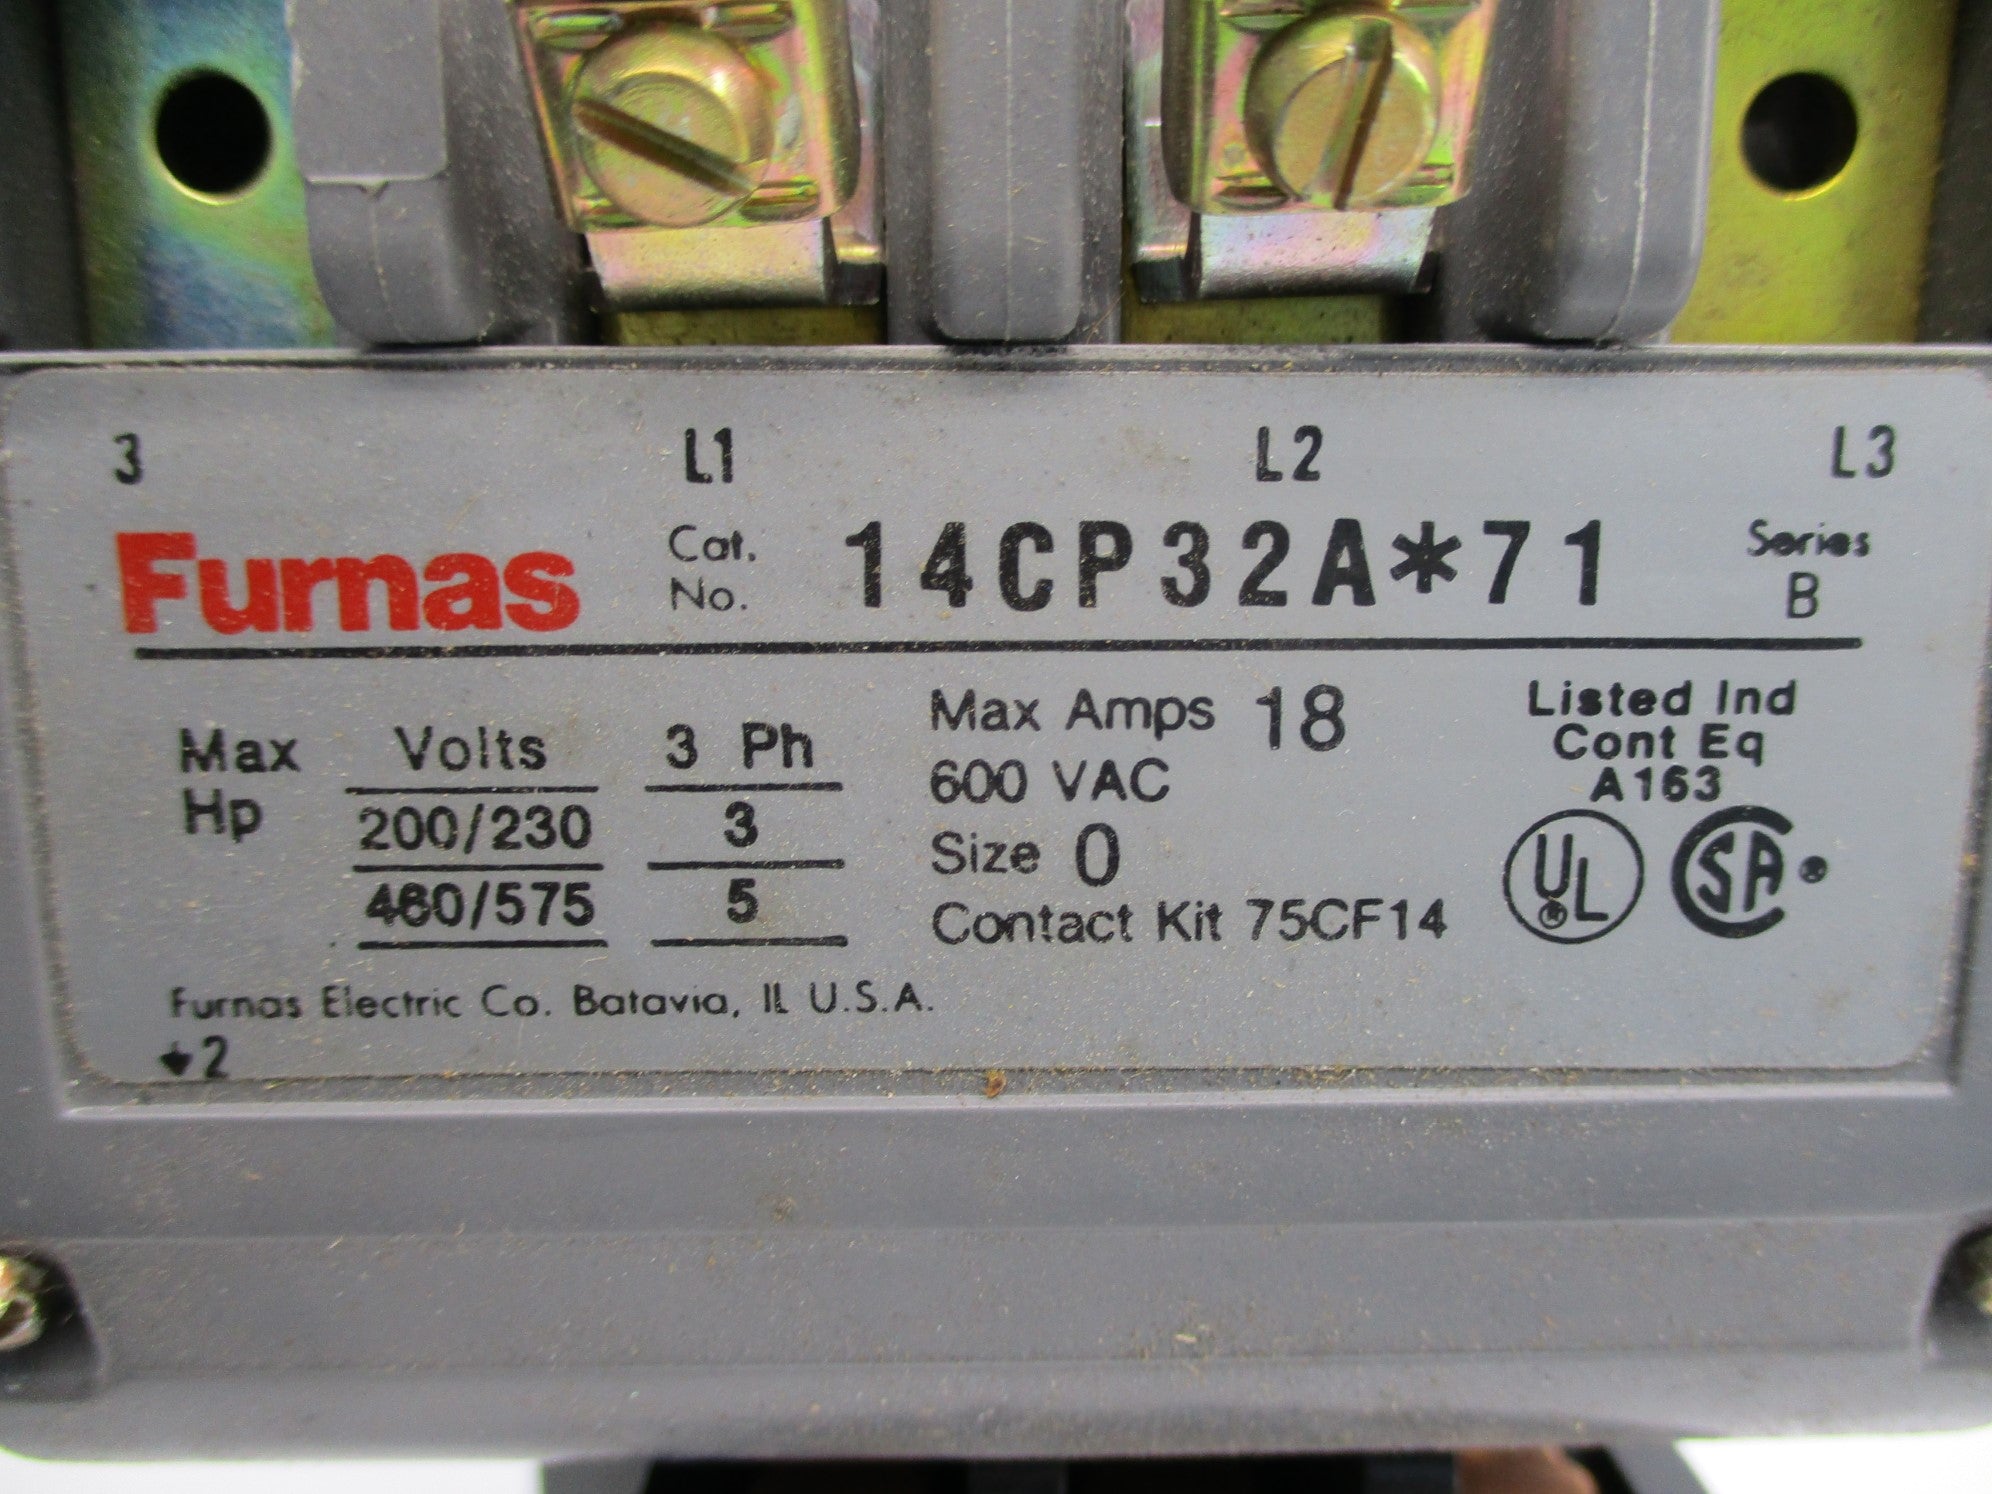 3 L1 L2 L3
Furnas Cat. No. 14CP32A*71 Series B
Max Hp
Volts 3 Ph
200/230 3
460/575 5
Max Amps 18
600 VAC
Size 0
Contact Kit 75CF14
Listed Ind
Cont Eq
A163
UL ® CSA ®
Furnas Electric Co. Batavia, IL U.S.A.
2